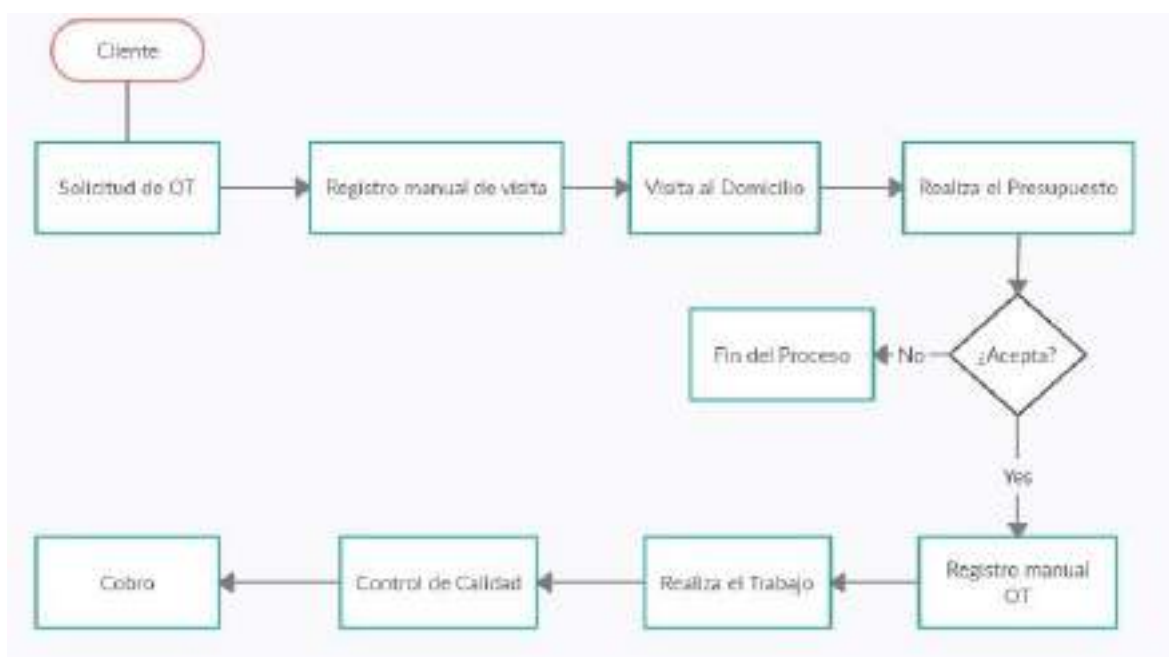 Cliente
Solicitud de OT
Registro manual de visita
Visita al Domicilio
Realiza el Presupuesto
¿Acepta?
No
Fin del Proceso
Yes
Registro manual
OT
Realiza el Trabajo
Control de Calidad
Cobro